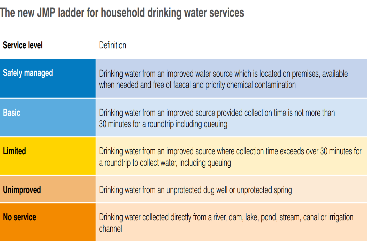 The new JMP ladder for household drinking water services
Service level
Definition
Safely managed
Drinking water from an improved water source which is located on premises, available
when needed and free of faecal and priority chemical contamination
Basic
Drinking water from an improved source provided collection time is not more than
30 minutes for a roundtrip including queuing
Limited
Drinking water from an improved source where collection time exceeds over 30 minutes for
a roundtrip to collect water, including queuing
Unimproved
Drinking water from an unprotected dug well or unprotected spring
No service
Drinking water collected directly from a river, dam, lake, pond, stream, canal or irrigation
channel